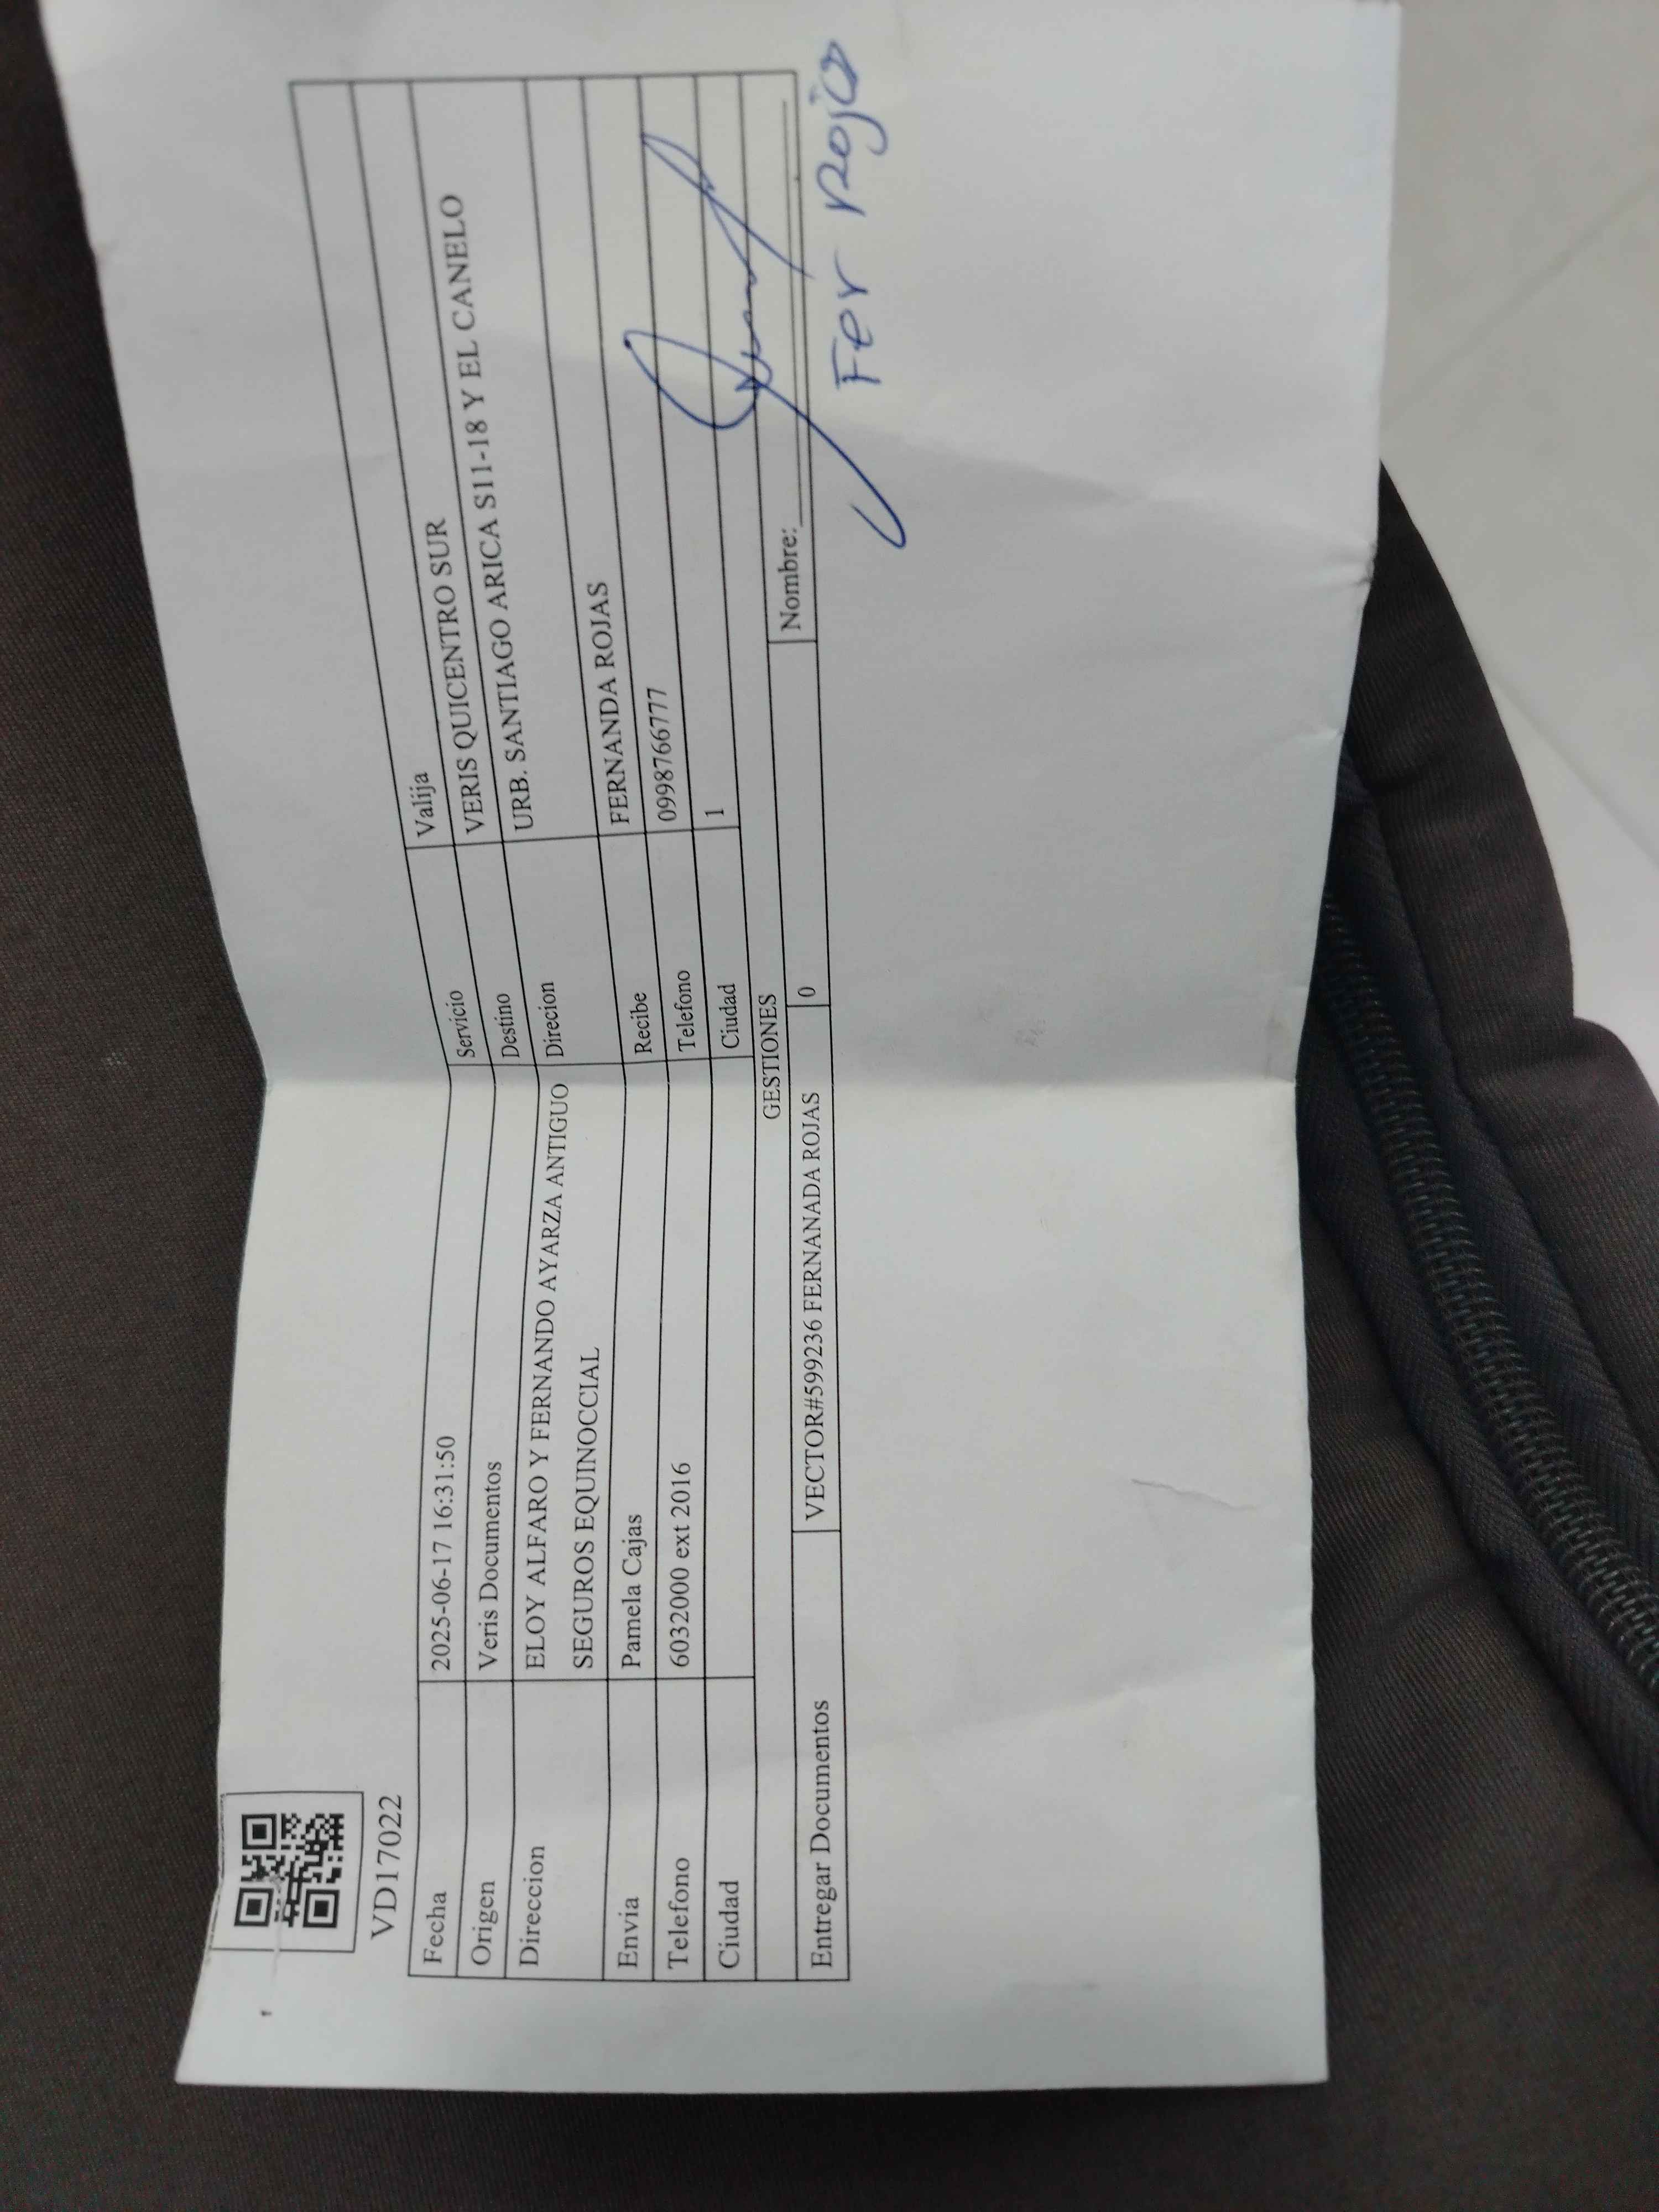 VD17022
Fecha 2025-06-17 16:31:50 Servicio Valija
Origen Veris Documentos Destino VERIS QUICENTRO SUR
Direccion ELOY ALFARO Y FERNANDO AYARZA ANTIGUO Direcion URB. SANTIAGO ARICA S11-18 Y EL CANELO
SEGUROS EQUINOCCIAL
Envia Pamela Cajas Recibe FERNANDA ROJAS
Telefono 6032000 ext 2016 Telefono 0998766777
Ciudad Ciudad 1
GESTIONES
Entregar Documentos VECTOR#599236 FERNANADA ROJAS 0 Nombre:
Fer Rojas